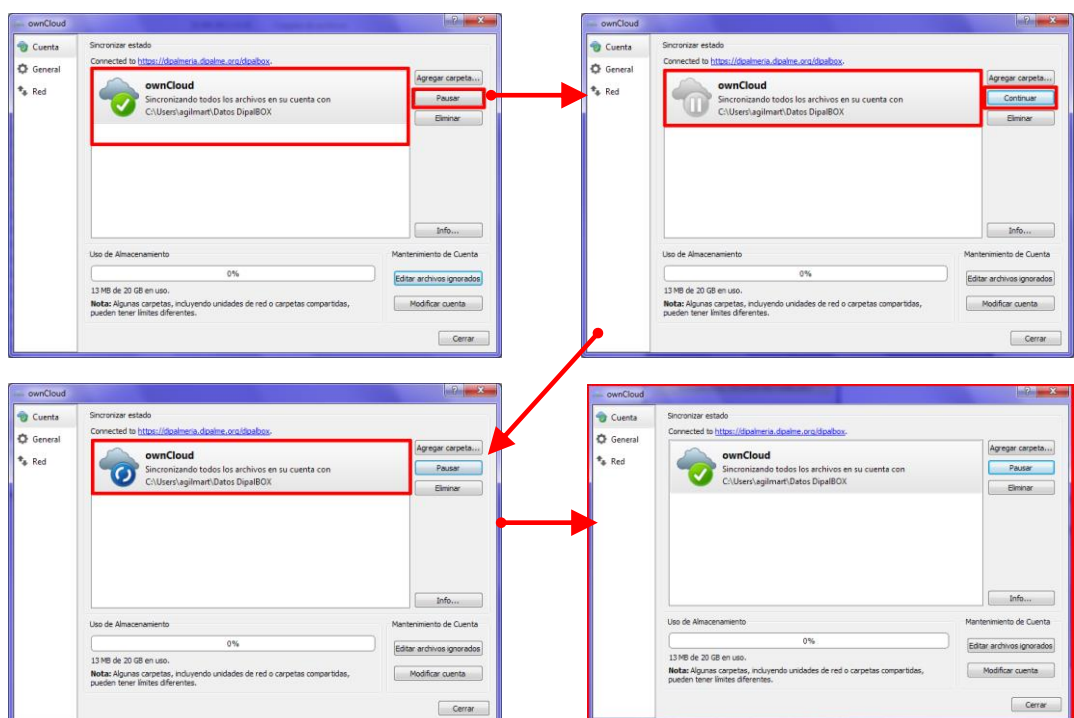 ownCloud
Cuenta
General
Red
Sincronizar estado
Connected to https://dipalmeria.dipalme.org/dipalbox.
ownCloud
Sincronizando todos los archivos en su cuenta con
C:\Users\agilmart\Datos DipalBOX
Agregar carpeta...
Pausar
Eliminar
Info...
Uso de Almacenamiento
0%
13 MB de 20 GB en uso.
Nota: Algunas carpetas, incluyendo unidades de red o carpetas compartidas,
pueden tener límites diferentes.
Mantenimiento de Cuenta
Editar archivos ignorados
Modificar cuenta
Cerrar
ownCloud
Cuenta
General
Red
Sincronizar estado
Connected to https://dipalmeria.dipalme.org/dipalbox.
ownCloud
Sincronizando todos los archivos en su cuenta con
C:\Users\agilmart\Datos DipalBOX
Agregar carpeta...
Continuar
Eliminar
Info...
Uso de Almacenamiento
0%
13 MB de 20 GB en uso.
Nota: Algunas carpetas, incluyendo unidades de red o carpetas compartidas,
pueden tener límites diferentes.
Mantenimiento de Cuenta
Editar archivos ignorados
Modificar cuenta
Cerrar
ownCloud
Cuenta
General
Red
Sincronizar estado
Connected to https://dipalmeria.dipalme.org/dipalbox.
ownCloud
Sincronizando todos los archivos en su cuenta con
C:\Users\agilmart\Datos DipalBOX
Agregar carpeta...
Pausar
Eliminar
Info...
Uso de Almacenamiento
0%
13 MB de 20 GB en uso.
Nota: Algunas carpetas, incluyendo unidades de red o carpetas compartidas,
pueden tener límites diferentes.
Mantenimiento de Cuenta
Editar archivos ignorados
Modificar cuenta
Cerrar
ownCloud
Cuenta
General
Red
Sincronizar estado
Connected to https://dipalmeria.dipalme.org/dipalbox.
ownCloud
Sincronizando todos los archivos en su cuenta con
C:\Users\agilmart\Datos DipalBOX
Agregar carpeta...
Pausar
Eliminar
Info...
Uso de Almacenamiento
0%
13 MB de 20 GB en uso.
Nota: Algunas carpetas, incluyendo unidades de red o carpetas compartidas,
pueden tener límites diferentes.
Mantenimiento de Cuenta
Editar archivos ignorados
Modificar cuenta
Cerrar